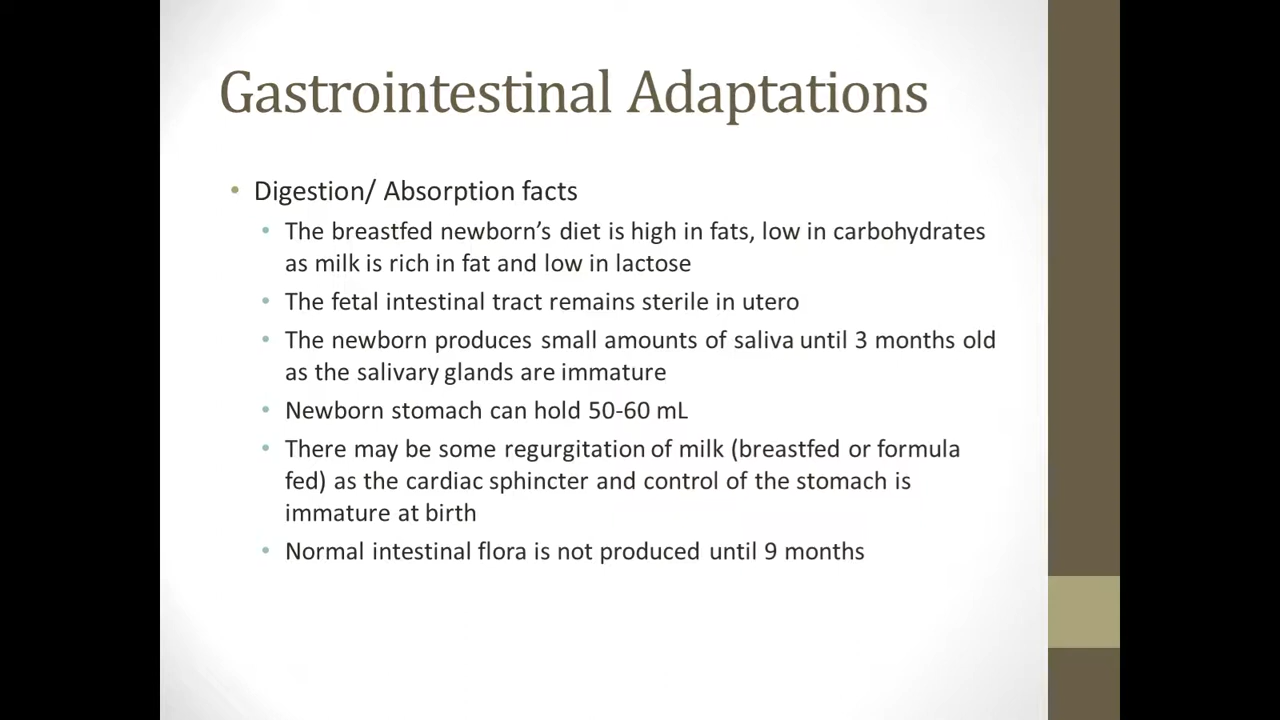 Gastrointestinal Adaptations
• Digestion/ Absorption facts
• The breastfed newborn’s diet is high in fats, low in carbohydrates
as milk is rich in fat and low in lactose
• The fetal intestinal tract remains sterile in utero
• The newborn produces small amounts of saliva until 3 months old
as the salivary glands are immature
• Newborn stomach can hold 50-60 mL
• There may be some regurgitation of milk (breastfed or formula
fed) as the cardiac sphincter and control of the stomach is
immature at birth
• Normal intestinal flora is not produced until 9 months